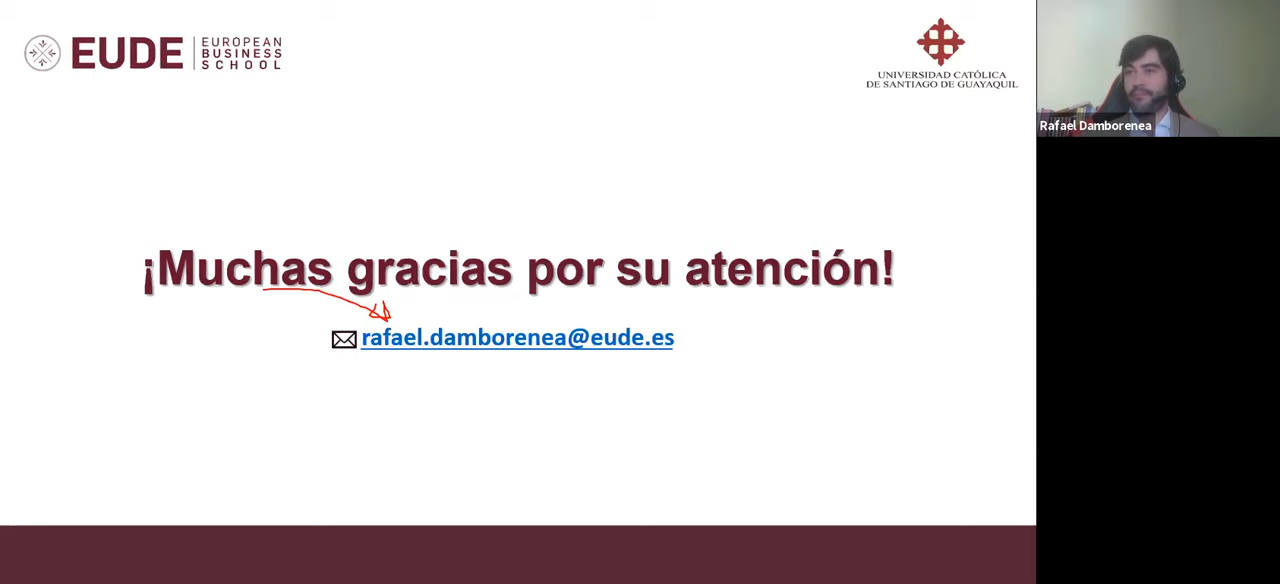 EUDE
EUROPEAN
BUSINESS
SCHOOL
UNIVERSIDAD CATÓLICA
DE SANTIAGO DE GUAYAQUIL
Rafael Damborenea
¡Muchas gracias por su atención!
rafael.damborenea@eude.es